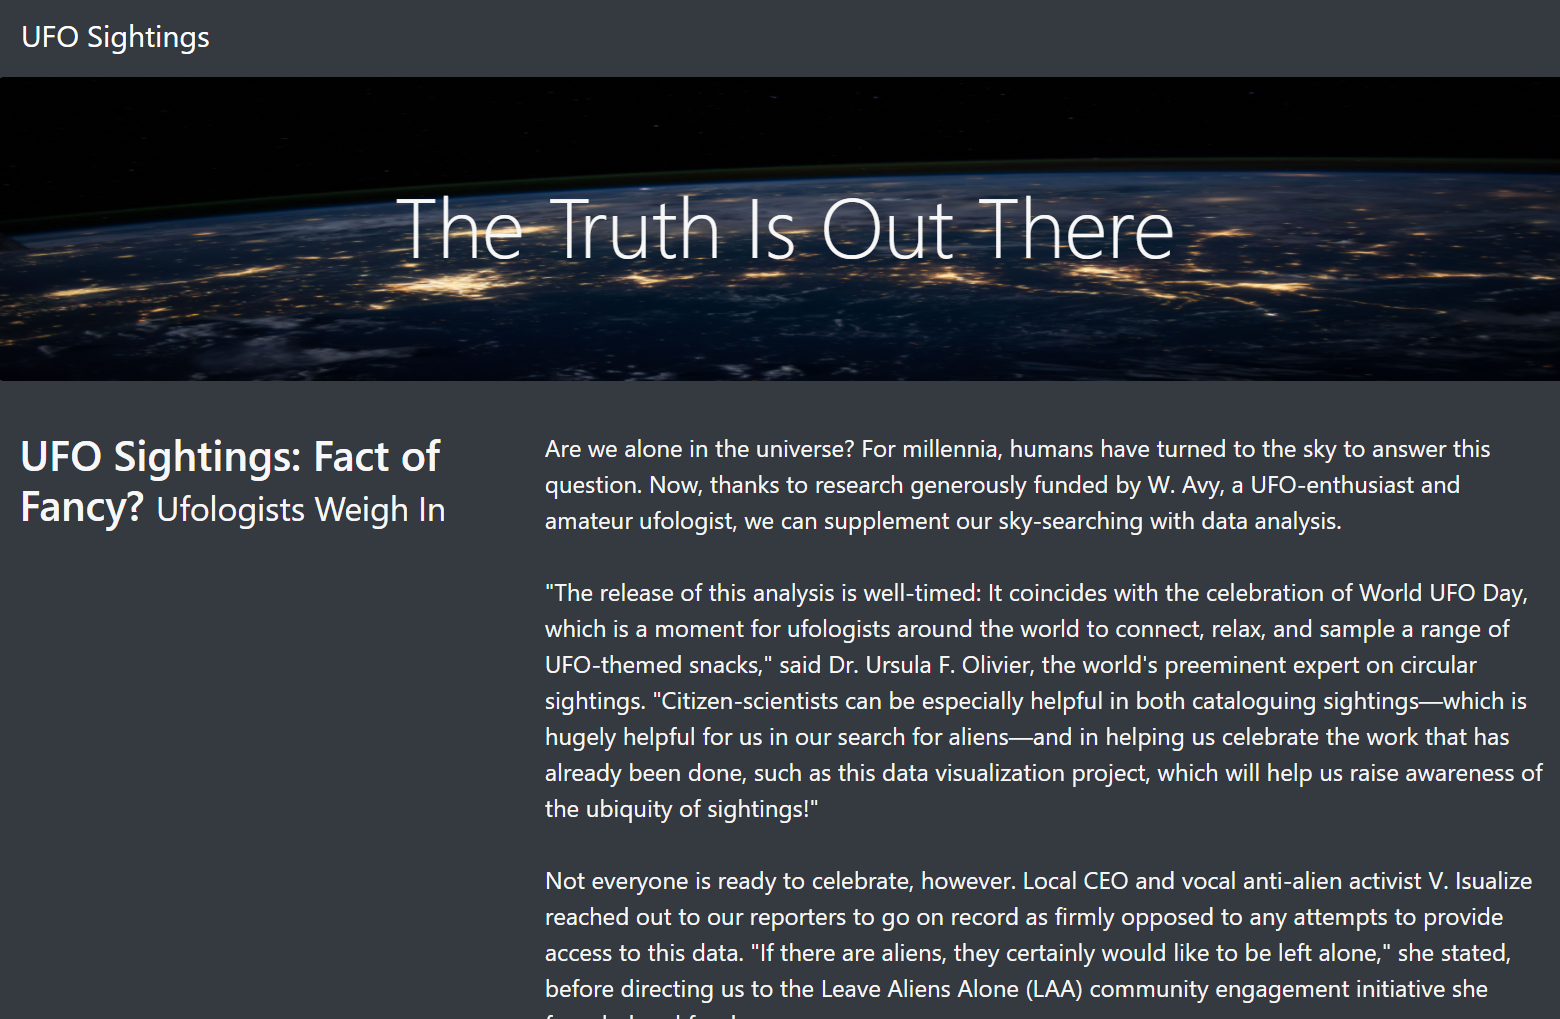 UFO Sightings
The Truth Is Out There
UFO Sightings: Fact of
Fancy? Ufologists Weigh In
Are we alone in the universe? For millennia, humans have turned to the sky to answer this
question. Now, thanks to research generously funded by W. Avy, a UFO-enthusiast and
amateur ufologist, we can supplement our sky-searching with data analysis.
"The release of this analysis is well-timed: It coincides with the celebration of World UFO Day,
which is a moment for ufologists around the world to connect, relax, and sample a range of
UFO-themed snacks," said Dr. Ursula F. Olivier, the world's preeminent expert on circular
sightings. "Citizen-scientists can be especially helpful in both cataloguing sightings—which is
hugely helpful for us in our search for aliens—and in helping us celebrate the work that has
already been done, such as this data visualization project, which will help us raise awareness of
the ubiquity of sightings!"
Not everyone is ready to celebrate, however. Local CEO and vocal anti-alien activist V. Isualize
reached out to our reporters to go on record as firmly opposed to any attempts to provide
access to this data. "If there are aliens, they certainly would like to be left alone," she stated,
before directing us to the Leave Aliens Alone (LAA) community engagement initiative she